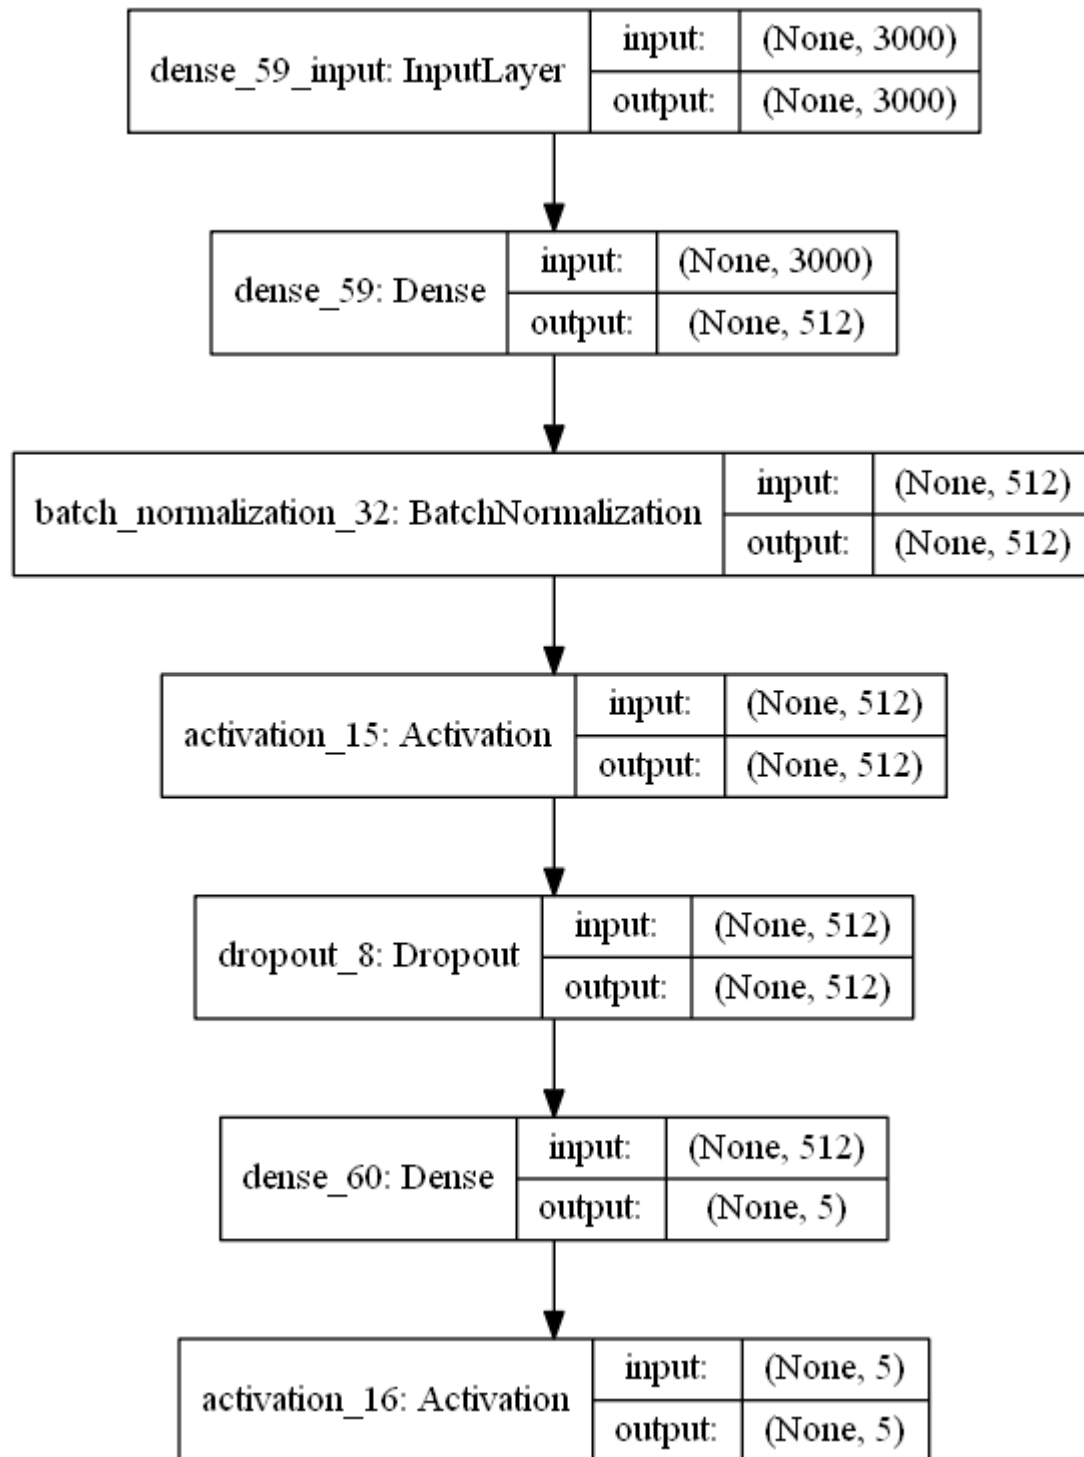 dense_59_input: InputLayer
input: (None, 3000)
output: (None, 3000)
dense_59: Dense
input: (None, 3000)
output: (None, 512)
batch_normalization_32: BatchNormalization
input: (None, 512)
output: (None, 512)
activation_15: Activation
input: (None, 512)
output: (None, 512)
dropout_8: Dropout
input: (None, 512)
output: (None, 512)
dense_60: Dense
input: (None, 512)
output: (None, 5)
activation_16: Activation
input: (None, 5)
output: (None, 5)